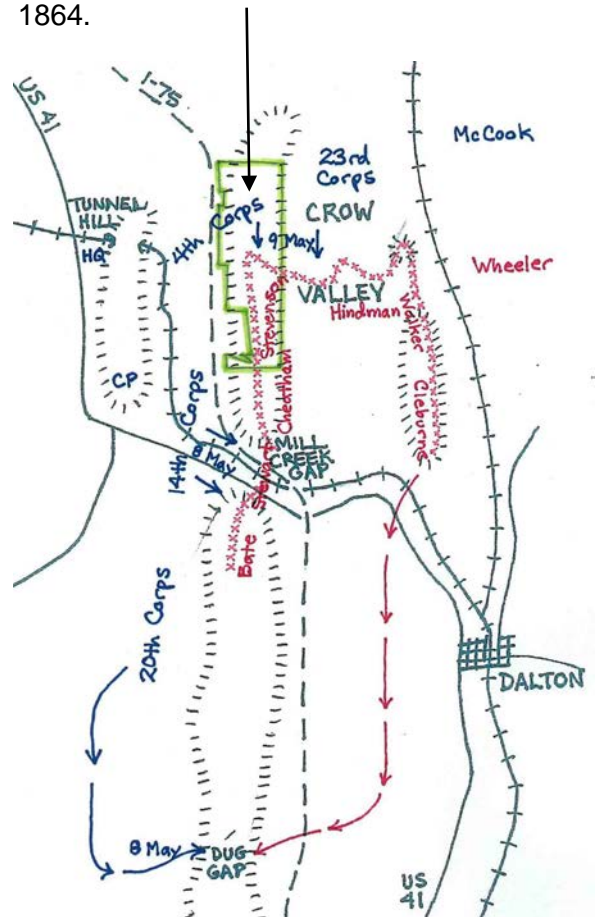 1864.
I-75
US 41
McCook
23rd
Corps
CROW
TUNNEL
HILL
HQ
4th Corps
9 May
VALLEY
Wheeler
Hindman
Stevenson
Walker
Cleburne
CP
Cheatham
14th Corps
8 May
MILL
CREEK
GAP
Stewart
Bate
20th Corps
DALTON
8 May
DUG
GAP
US
41